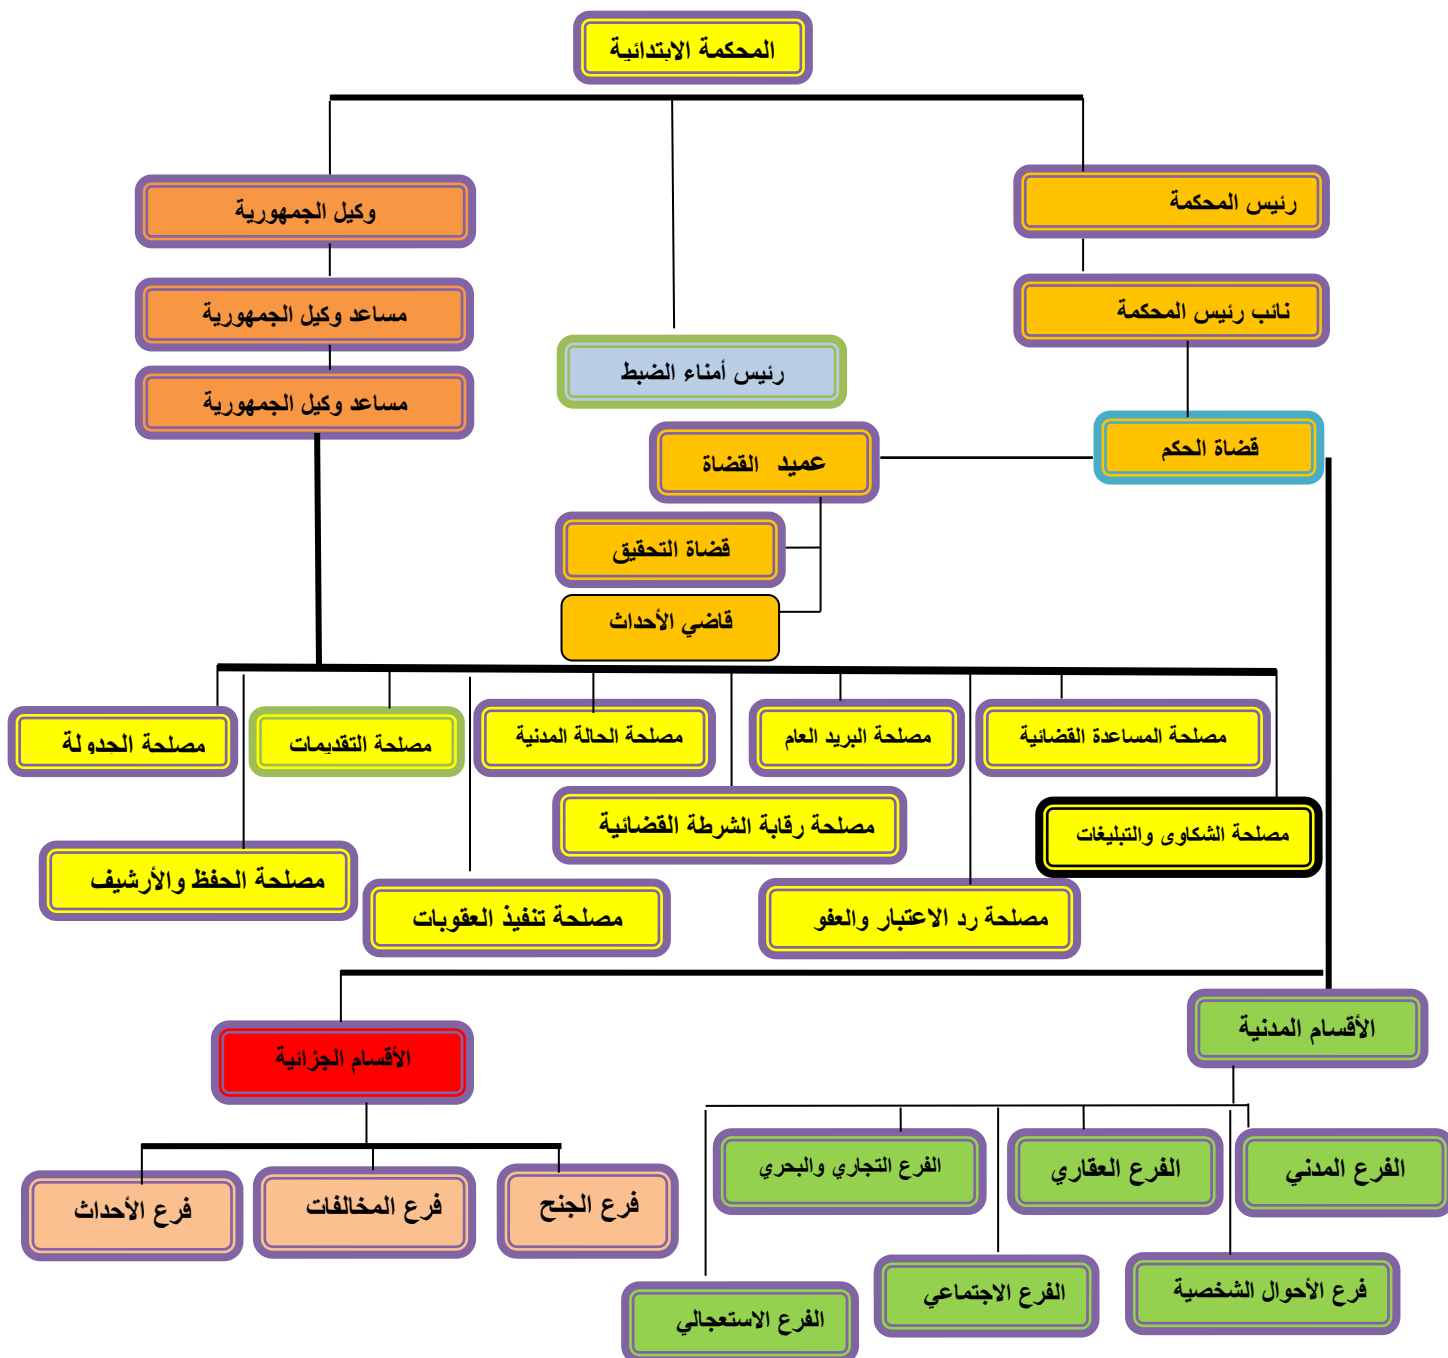 المحكمة الابتدائية
رئيس المحكمة
وكيل الجمهورية
نائب رئيس المحكمة
مساعد وكيل الجمهورية
رئيس أمناء الضبط
مساعد وكيل الجمهورية
قضاة الحكم
عميد القضاة
قضاة التحقيق
قاضي الأحداث
مصلحة المساعدة القضائية
مصلحة البريد العام
مصلحة الحالة المدنية
مصلحة التقديمات
مصلحة الجدولة
مصلحة الشكاوى والتبليغات
مصلحة رقابة الشرطة القضائية
مصلحة الحفظ والأرشيف
مصلحة رد الاعتبار والعفو
مصلحة تنفيذ العقوبات
الأقسام المدنية
الأقسام الجزائية
الفرع المدني
الفرع العقاري
الفرع التجاري والبحري
فرع الجنح
فرع المخالفات
فرع الأحداث
فرع الأحوال الشخصية
الفرع الاجتماعي
الفرع الاستعجالي